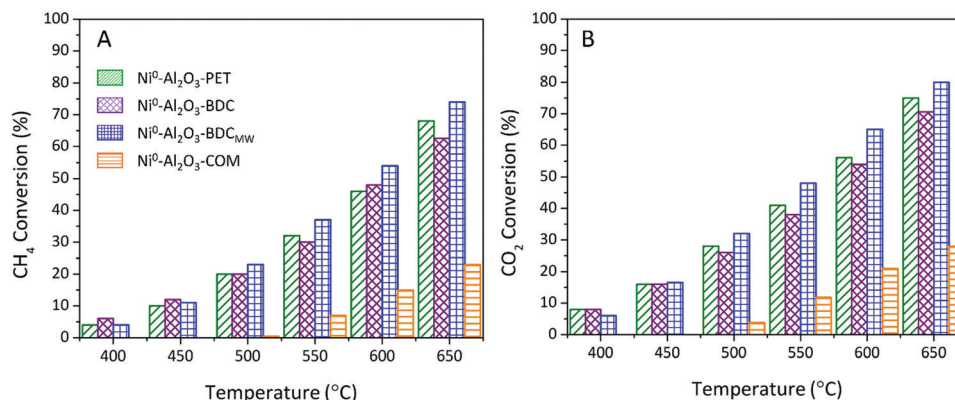 A
Ni⁰-Al₂O₃-PET
Ni⁰-Al₂O₃-BDC
Ni⁰-Al₂O₃-BDC_MW
Ni⁰-Al₂O₃-COM
CH₄ Conversion (%)
100
90
80
70
60
50
40
30
20
10
0
400 450 500 550 600 650
Temperature (°C)
B
CO₂ Conversion (%)
100
90
80
70
60
50
40
30
20
10
0
400 450 500 550 600 650
Temperature (°C)